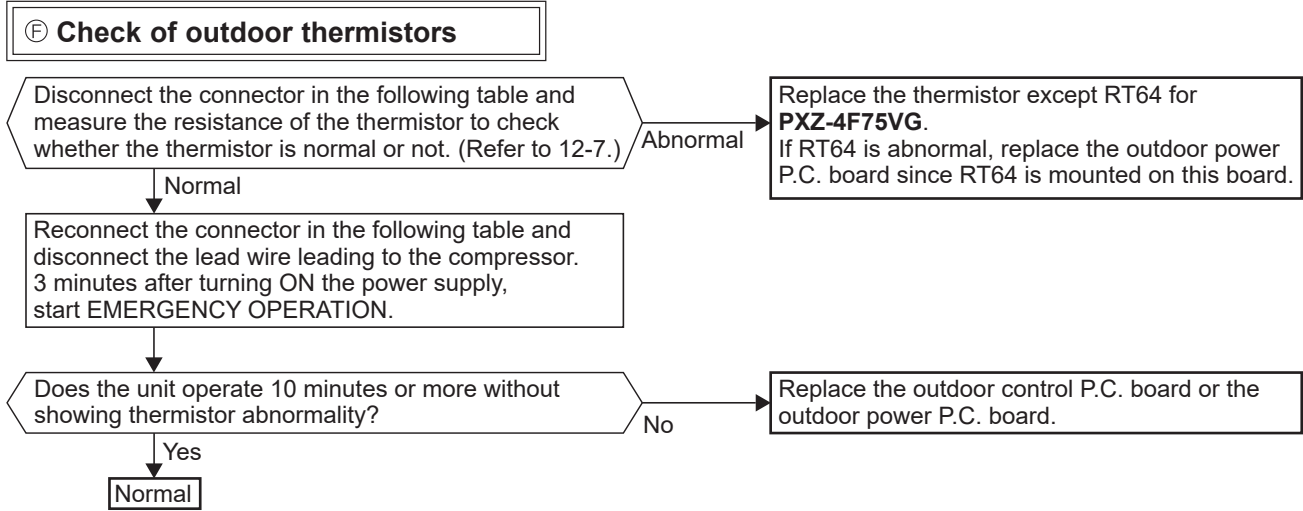 Ⓕ Check of outdoor thermistors
Disconnect the connector in the following table and
measure the resistance of the thermistor to check
whether the thermistor is normal or not. (Refer to 12-7.)
Abnormal
Replace the thermistor except RT64 for
PXZ-4F75VG.
If RT64 is abnormal, replace the outdoor power
P.C. board since RT64 is mounted on this board.
Normal
Reconnect the connector in the following table and
disconnect the lead wire leading to the compressor.
3 minutes after turning ON the power supply,
start EMERGENCY OPERATION.
Does the unit operate 10 minutes or more without
showing thermistor abnormality?
No
Replace the outdoor control P.C. board or the
outdoor power P.C. board.
Yes
Normal